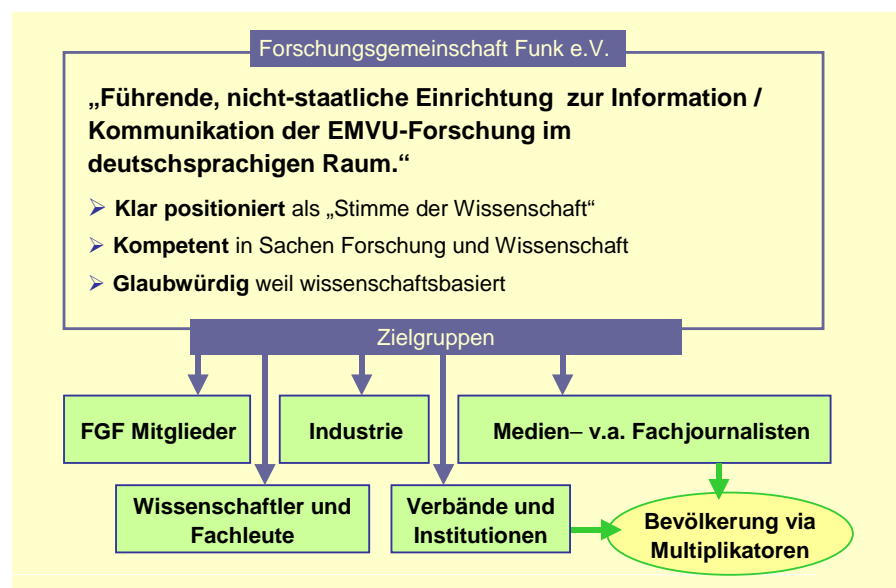 Forschungsgemeinschaft Funk e.V.
„Führende, nicht-staatliche Einrichtung zur Information /
Kommunikation der EMVU-Forschung im
deutschsprachigen Raum.“
➢ Klar positioniert als „Stimme der Wissenschaft“
➢ Kompetent in Sachen Forschung und Wissenschaft
➢ Glaubwürdig weil wissenschaftsbasiert
Zielgruppen
FGF Mitglieder
Industrie
Medien– v.a. Fachjournalisten
Wissenschaftler und
Fachleute
Verbände und
Institutionen
Bevölkerung via
Multiplikatoren